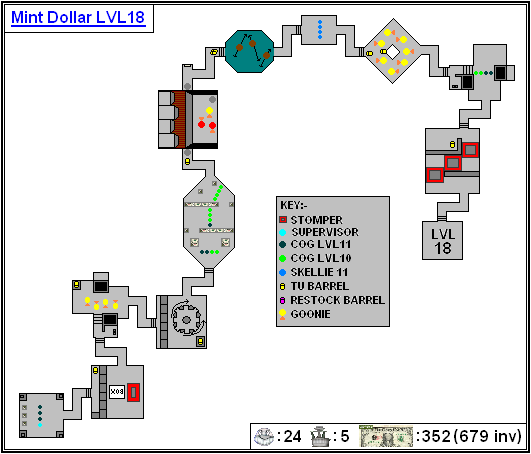 Mint Dollar LVL18
KEY:-
STOMPER
SUPERVISOR
COG LVL11
COG LVL10
SKELLIE 11
TU BARREL
RESTOCK BARREL
GOONIE
LVL
18
BOX
:24 :5 :352(679 inv)